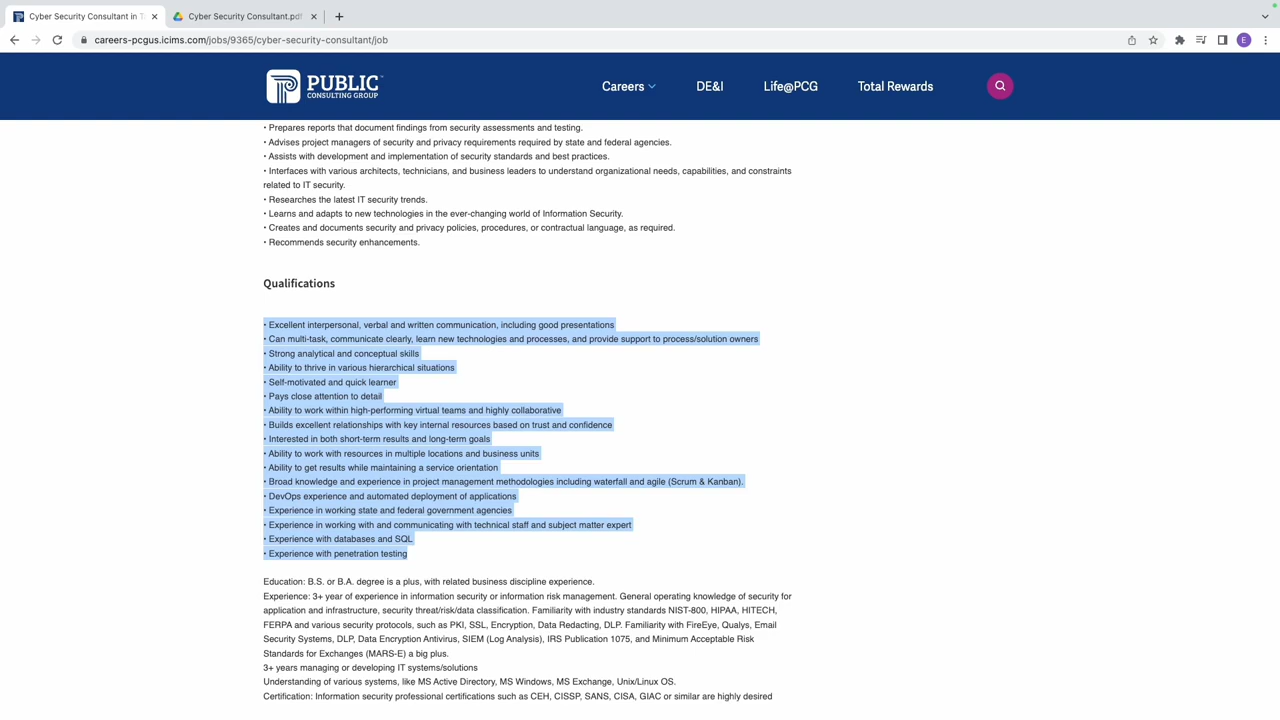 Cyber Security Consultant in T
Cyber Security Consultant.pdf
careers-pcgus.icims.com/jobs/9365/cyber-security-consultant/job
E
PUBLIC
CONSULTING GROUP
Careers
DE&I
Life@PCG
Total Rewards
• Prepares reports that document findings from security assessments and testing.
• Advises project managers of security and privacy requirements required by state and federal agencies.
• Assists with development and implementation of security standards and best practices.
• Interfaces with various architects, technicians, and business leaders to understand organizational needs, capabilities, and constraints
related to IT security.
• Researches the latest IT security trends.
• Learns and adapts to new technologies in the ever-changing world of Information Security.
• Creates and documents security and privacy policies, procedures, or contractual language, as required.
• Recommends security enhancements.
Qualifications
• Excellent interpersonal, verbal and written communication, including good presentations
• Can multi-task, communicate clearly, learn new technologies and processes, and provide support to process/solution owners
• Strong analytical and conceptual skills
• Ability to thrive in various hierarchical situations
• Self-motivated and quick learner
• Pays close attention to detail
• Ability to work within high-performing virtual teams and highly collaborative
• Builds excellent relationships with key internal resources based on trust and confidence
• Interested in both short-term results and long-term goals
• Ability to work with resources in multiple locations and business units
• Ability to get results while maintaining a service orientation
• Broad knowledge and experience in project management methodologies including waterfall and agile (Scrum & Kanban).
• DevOps experience and automated deployment of applications
• Experience in working state and federal government agencies
• Experience in working with and communicating with technical staff and subject matter expert
• Experience with databases and SQL
• Experience with penetration testing
Education: B.S. or B.A. degree is a plus, with related business discipline experience.
Experience: 3+ year of experience in information security or information risk management. General operating knowledge of security for
application and infrastructure, security threat/risk/data classification. Familiarity with industry standards NIST-800, HIPAA, HITECH,
FERPA and various security protocols, such as PKI, SSL, Encryption, Data Redacting, DLP. Familiarity with FireEye, Qualys, Email
Security Systems, DLP, Data Encryption Antivirus, SIEM (Log Analysis), IRS Publication 1075, and Minimum Acceptable Risk
Standards for Exchanges (MARS-E) a big plus.
3+ years managing or developing IT systems/solutions
Understanding of various systems, like MS Active Directory, MS Windows, MS Exchange, Unix/Linux OS.
Certification: Information security professional certifications such as CEH, CISSP, SANS, CISA, GIAC or similar are highly desired